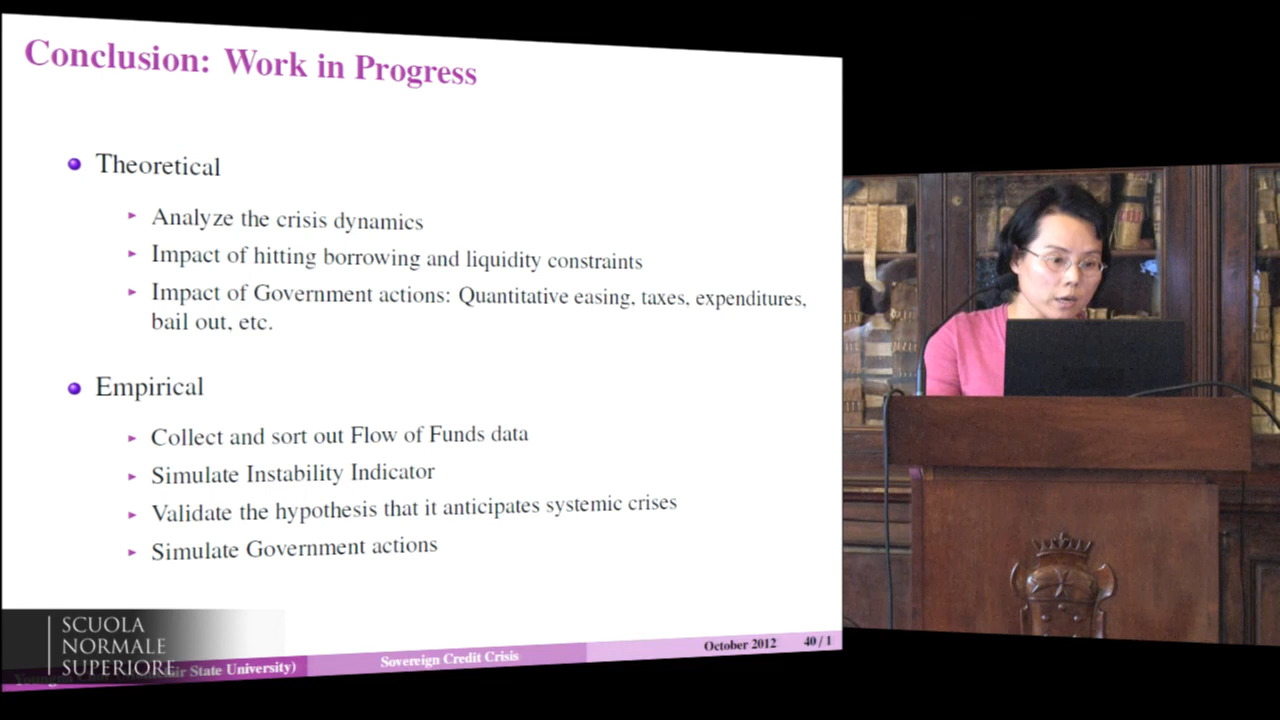 Conclusion: Work in Progress
Theoretical
Analyze the crisis dynamics
Impact of hitting borrowing and liquidity constraints
Impact of Government actions: Quantitative easing, taxes, expenditures,
bail out, etc.
Empirical
Collect and sort out Flow of Funds data
Simulate Instability Indicator
Validate the hypothesis that it anticipates systemic crises
Simulate Government actions
SCUOLA
NORMALE
SUPERIORE
State University)
Sovereign Credit Crisis
October 2012
40 / 1